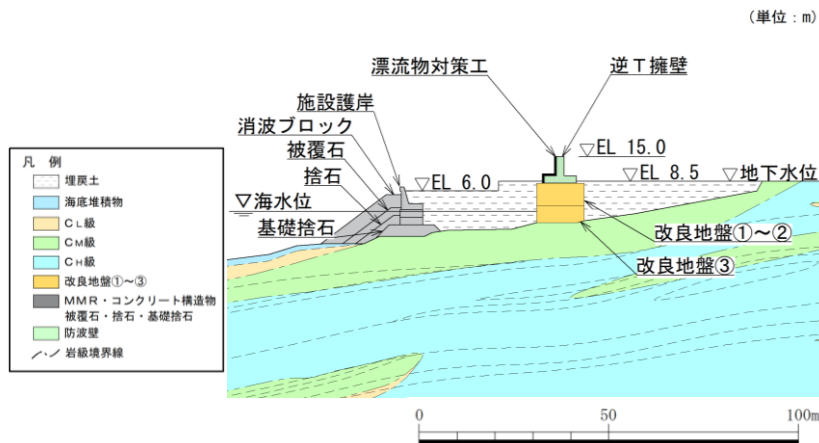 (単位:m)
漂流物対策工
逆T擁壁
施設護岸
消波ブロック
被覆石
捨石
▽海水位
基礎捨石
▽EL 6.0
▽EL 15.0
▽EL 8.5
▽地下水位
改良地盤①~②
改良地盤③
凡 例
埋戻土
海底堆積物
CL級
CM級
CH級
改良地盤①~③
MMR・コンクリート構造物
被覆石・捨石・基礎捨石
防波壁
岩級境界線
0
50
100m